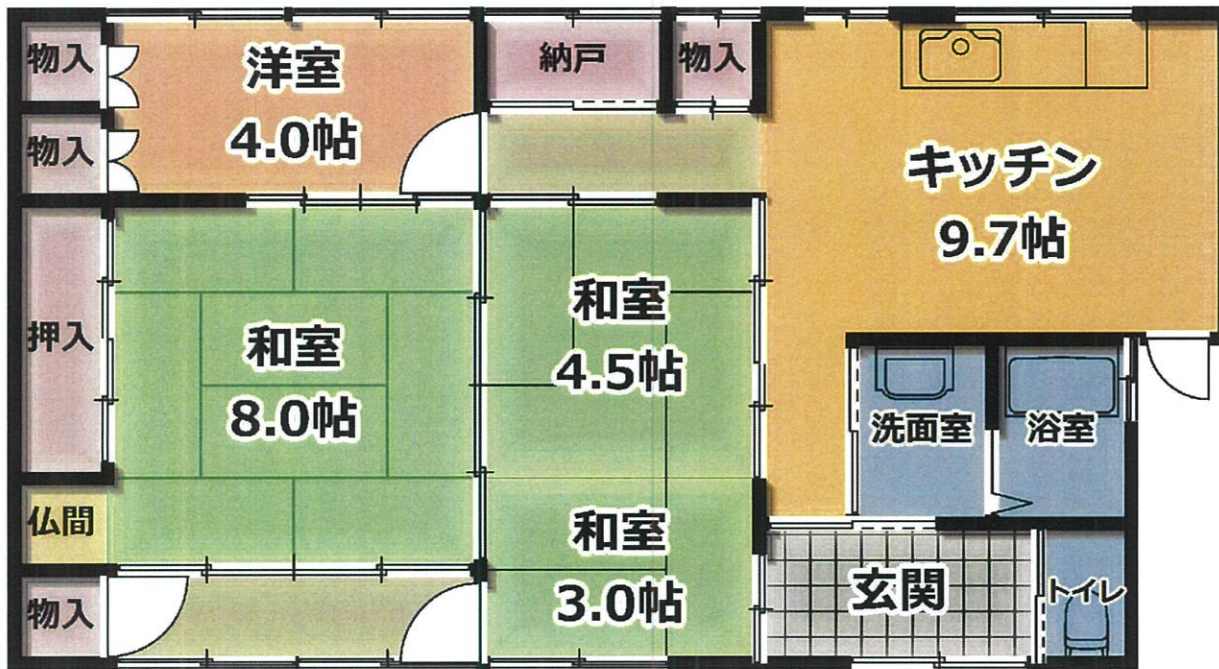 物入
洋室
4.0帖
納戸
物入
物入
キッチン
9.7帖
押入
和室
8.0帖
和室
4.5帖
洗面室
浴室
仏間
和室
3.0帖
玄関
トイレ
物入